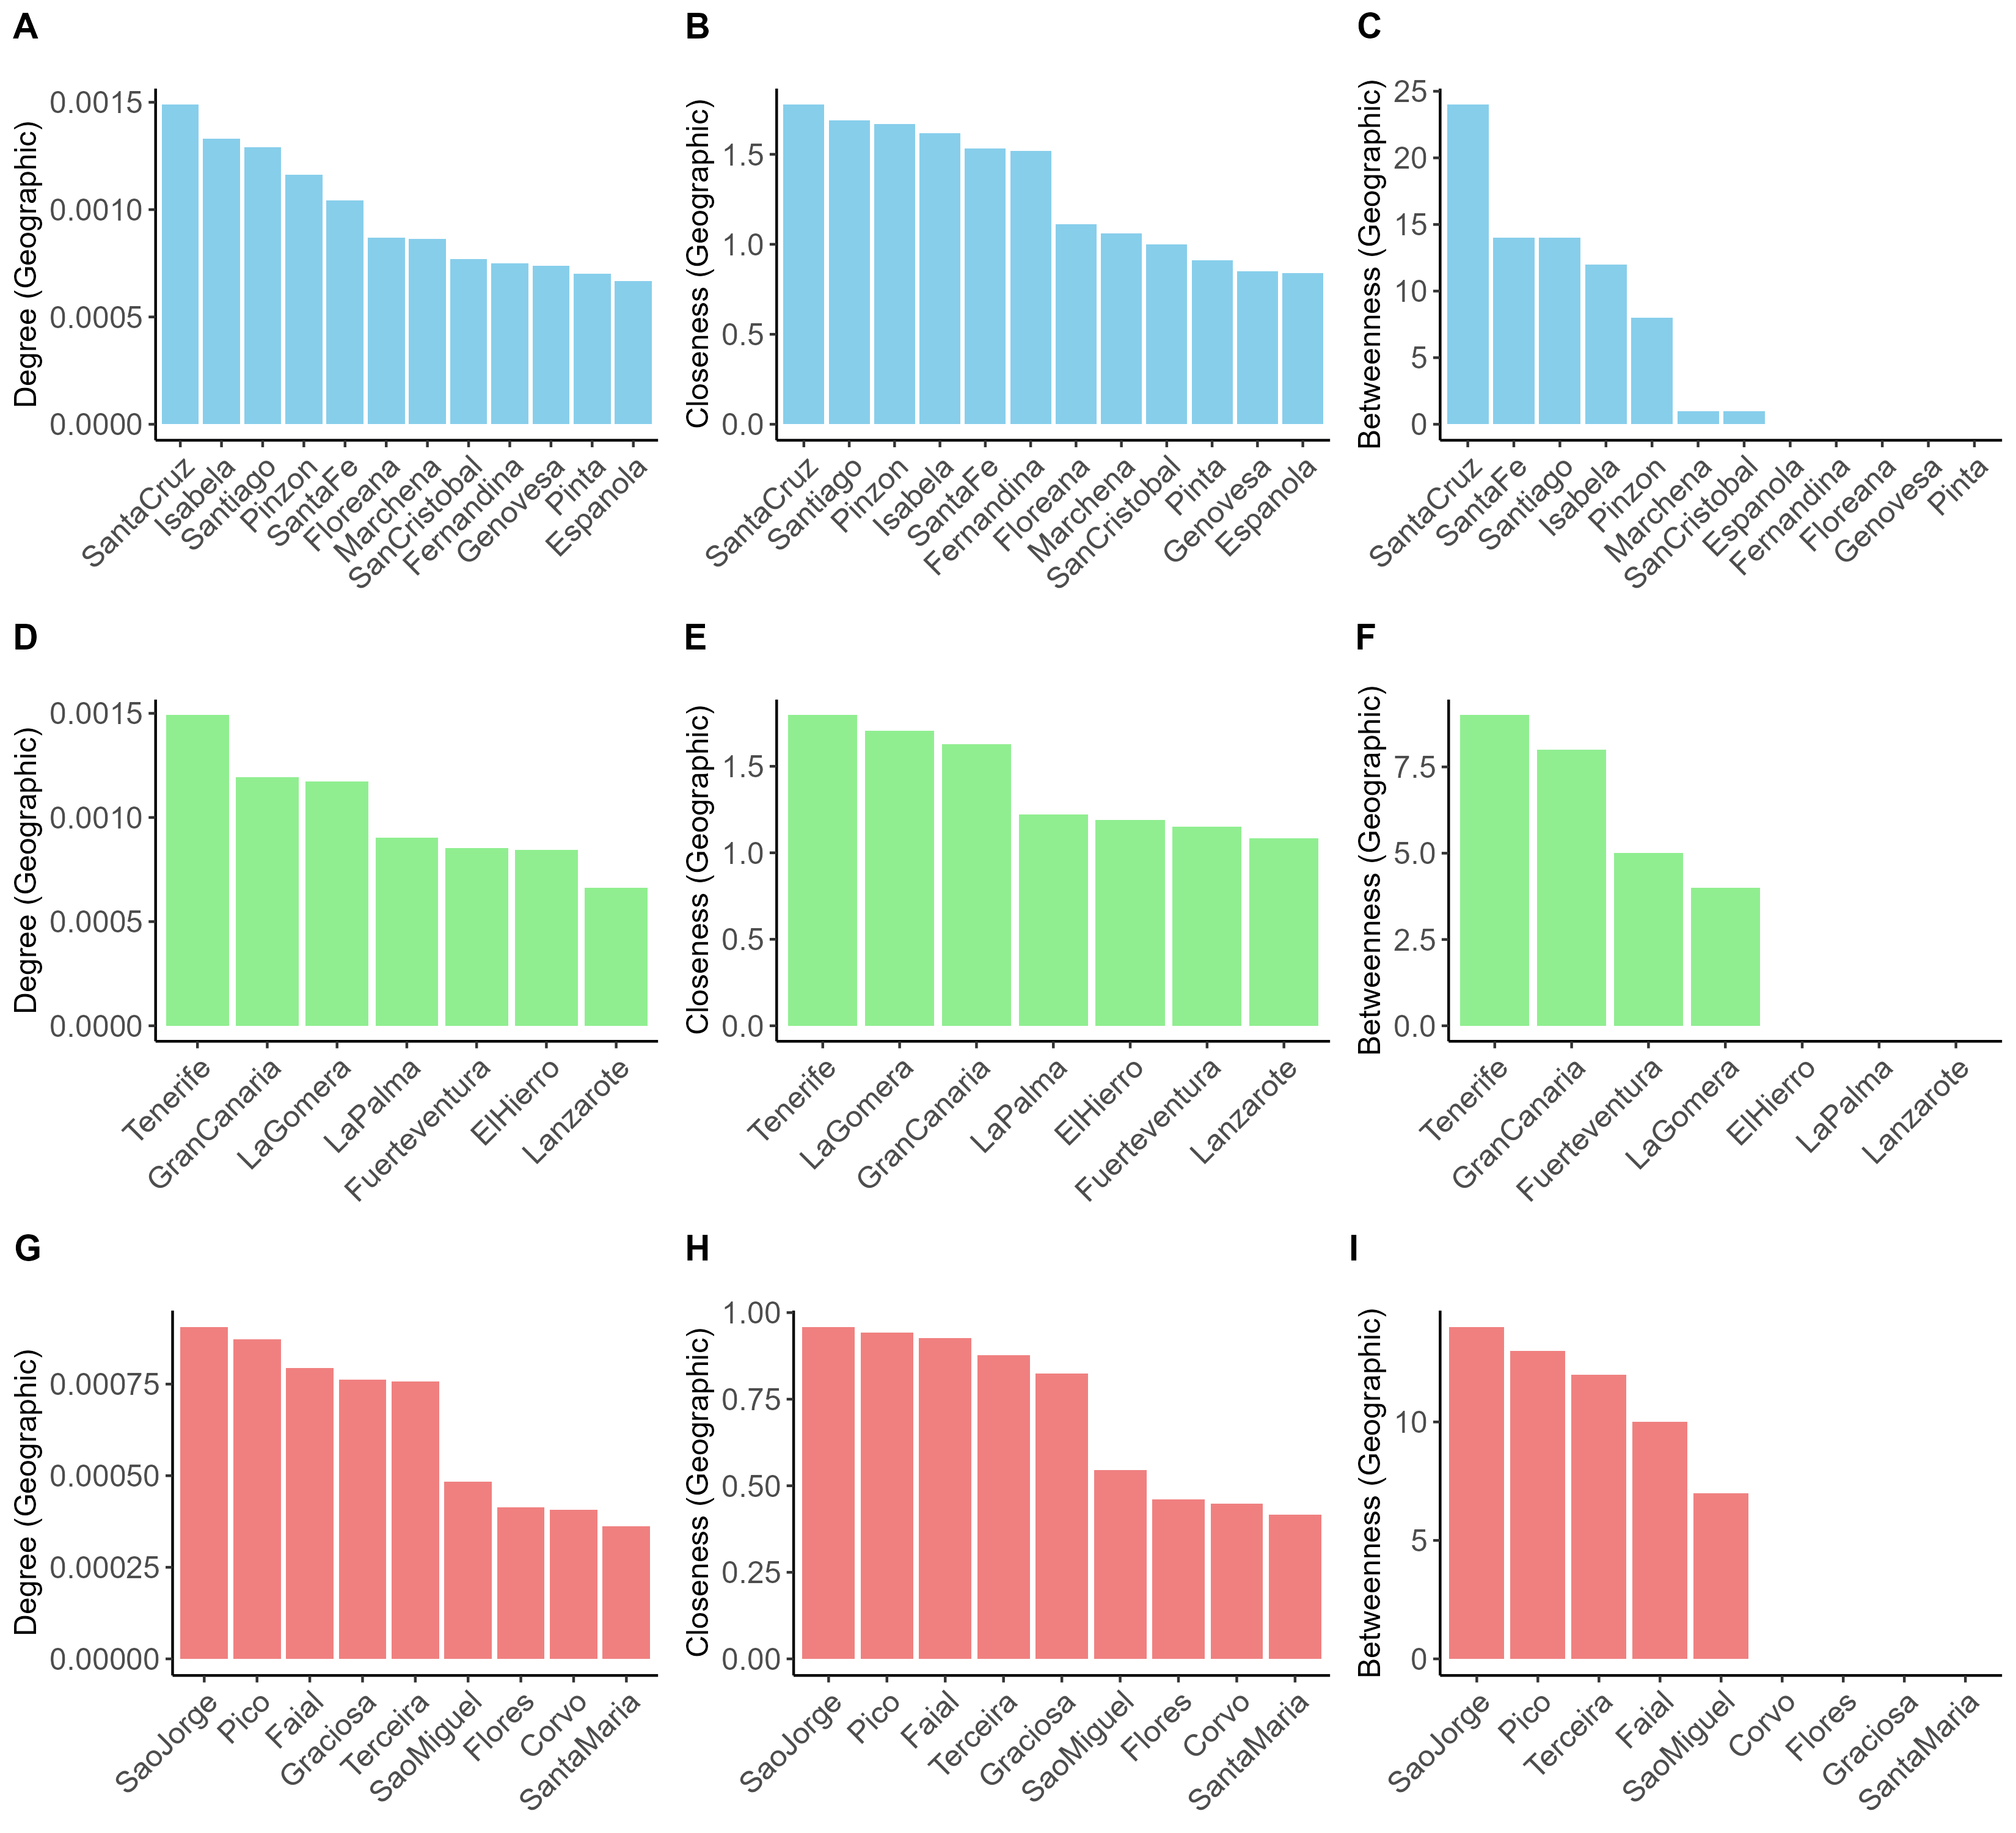 A
Degree (Geographic)
0.0015
0.0010
0.0005
0.0000
SantaCruz
Isabela
Santiago
Pinzon
SantaFe
Floreana
Marchena
SanCristobal
Fernandina
Genovesa
Pinta
Espanola
B
Closeness (Geographic)
1.5
1.0
0.5
0.0
SantaCruz
Santiago
Pinzon
Isabela
SantaFe
Fernandina
Floreana
Marchena
SanCristobal
Pinta
Genovesa
Espanola
C
Betweenness (Geographic)
25
20
15
10
5
0
SantaCruz
SantaFe
Santiago
Isabela
Pinzon
Marchena
SanCristobal
Espanola
Fernandina
Floreana
Genovesa
Pinta
D
Degree (Geographic)
0.0015
0.0010
0.0005
0.0000
Tenerife
GranCanaria
LaGomera
LaPalma
Fuerteventura
ElHierro
Lanzarote
E
Closeness (Geographic)
1.5
1.0
0.5
0.0
Tenerife
LaGomera
GranCanaria
LaPalma
ElHierro
Fuerteventura
Lanzarote
F
Betweenness (Geographic)
7.5
5.0
2.5
0.0
Tenerife
GranCanaria
Fuerteventura
LaGomera
ElHierro
LaPalma
Lanzarote
G
Degree (Geographic)
0.00075
0.00050
0.00025
0.00000
SaoJorge
Pico
Faial
Graciosa
Terceira
SaoMiguel
Flores
Corvo
SantaMaria
H
Closeness (Geographic)
1.00
0.75
0.50
0.25
0.00
SaoJorge
Pico
Faial
Terceira
Graciosa
SaoMiguel
Flores
Corvo
SantaMaria
I
Betweenness (Geographic)
10
5
0
SaoJorge
Pico
Terceira
Faial
SaoMiguel
Corvo
Flores
Graciosa
SantaMaria